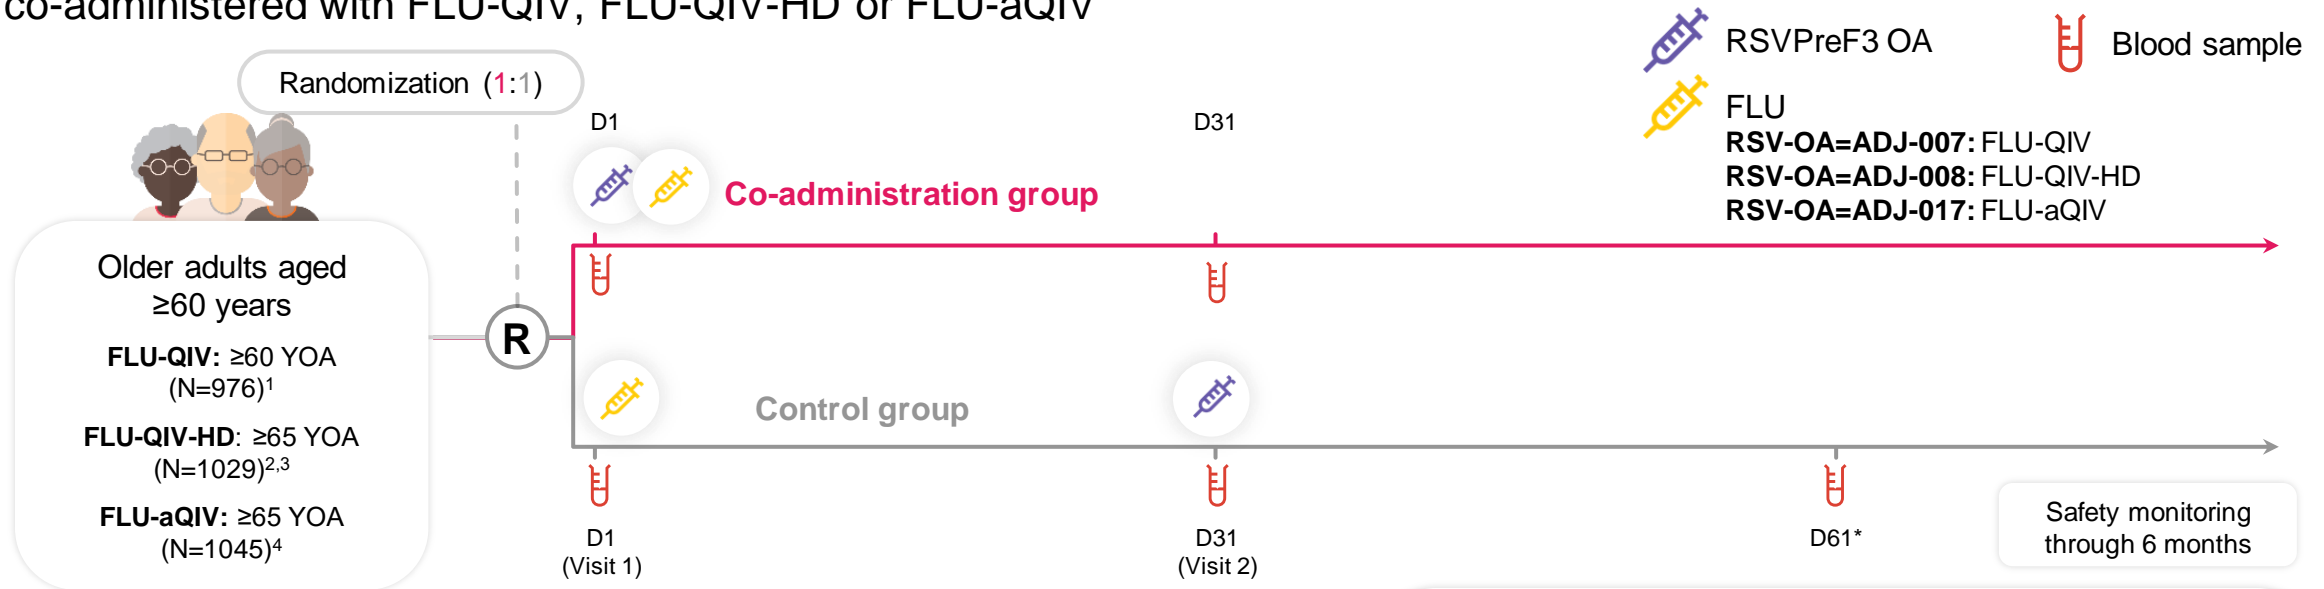 co-administered with FLU-QIV, FLU-QIV-HD or FLU-aQIV
RSVPreF3 OA
Blood sample
FLU
RSV-OA=ADJ-007: FLU-QIV
RSV-OA=ADJ-008: FLU-QIV-HD
RSV-OA=ADJ-017: FLU-aQIV
Randomization (1:1)
D1
D31
Co-administration group
Older adults aged
≥60 years
FLU-QIV: ≥60 YOA
(N=976)¹
FLU-QIV-HD: ≥65 YOA
(N=1029)²,³
FLU-aQIV: ≥65 YOA
(N=1045)⁴
R
Control group
D1
(Visit 1)
D31
(Visit 2)
D61*
Safety monitoring
through 6 months